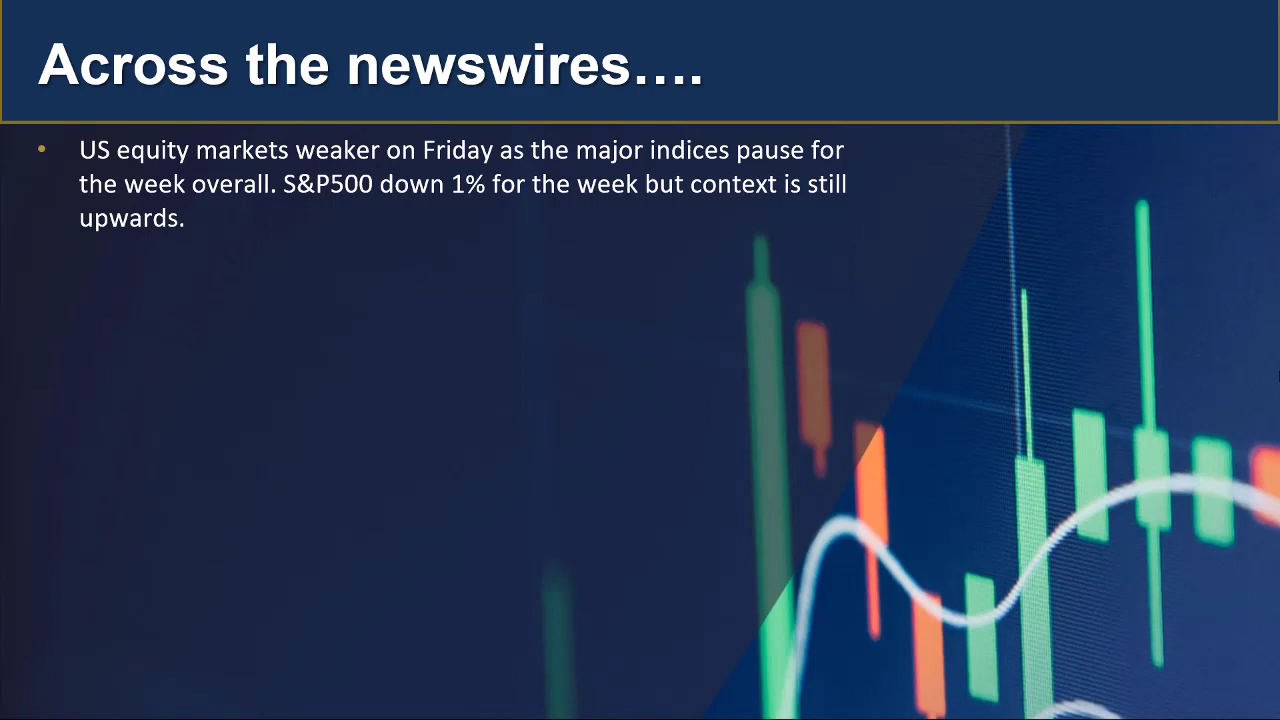 Across the newswires….
• US equity markets weaker on Friday as the major indices pause for
the week overall. S&P500 down 1% for the week but context is still
upwards.